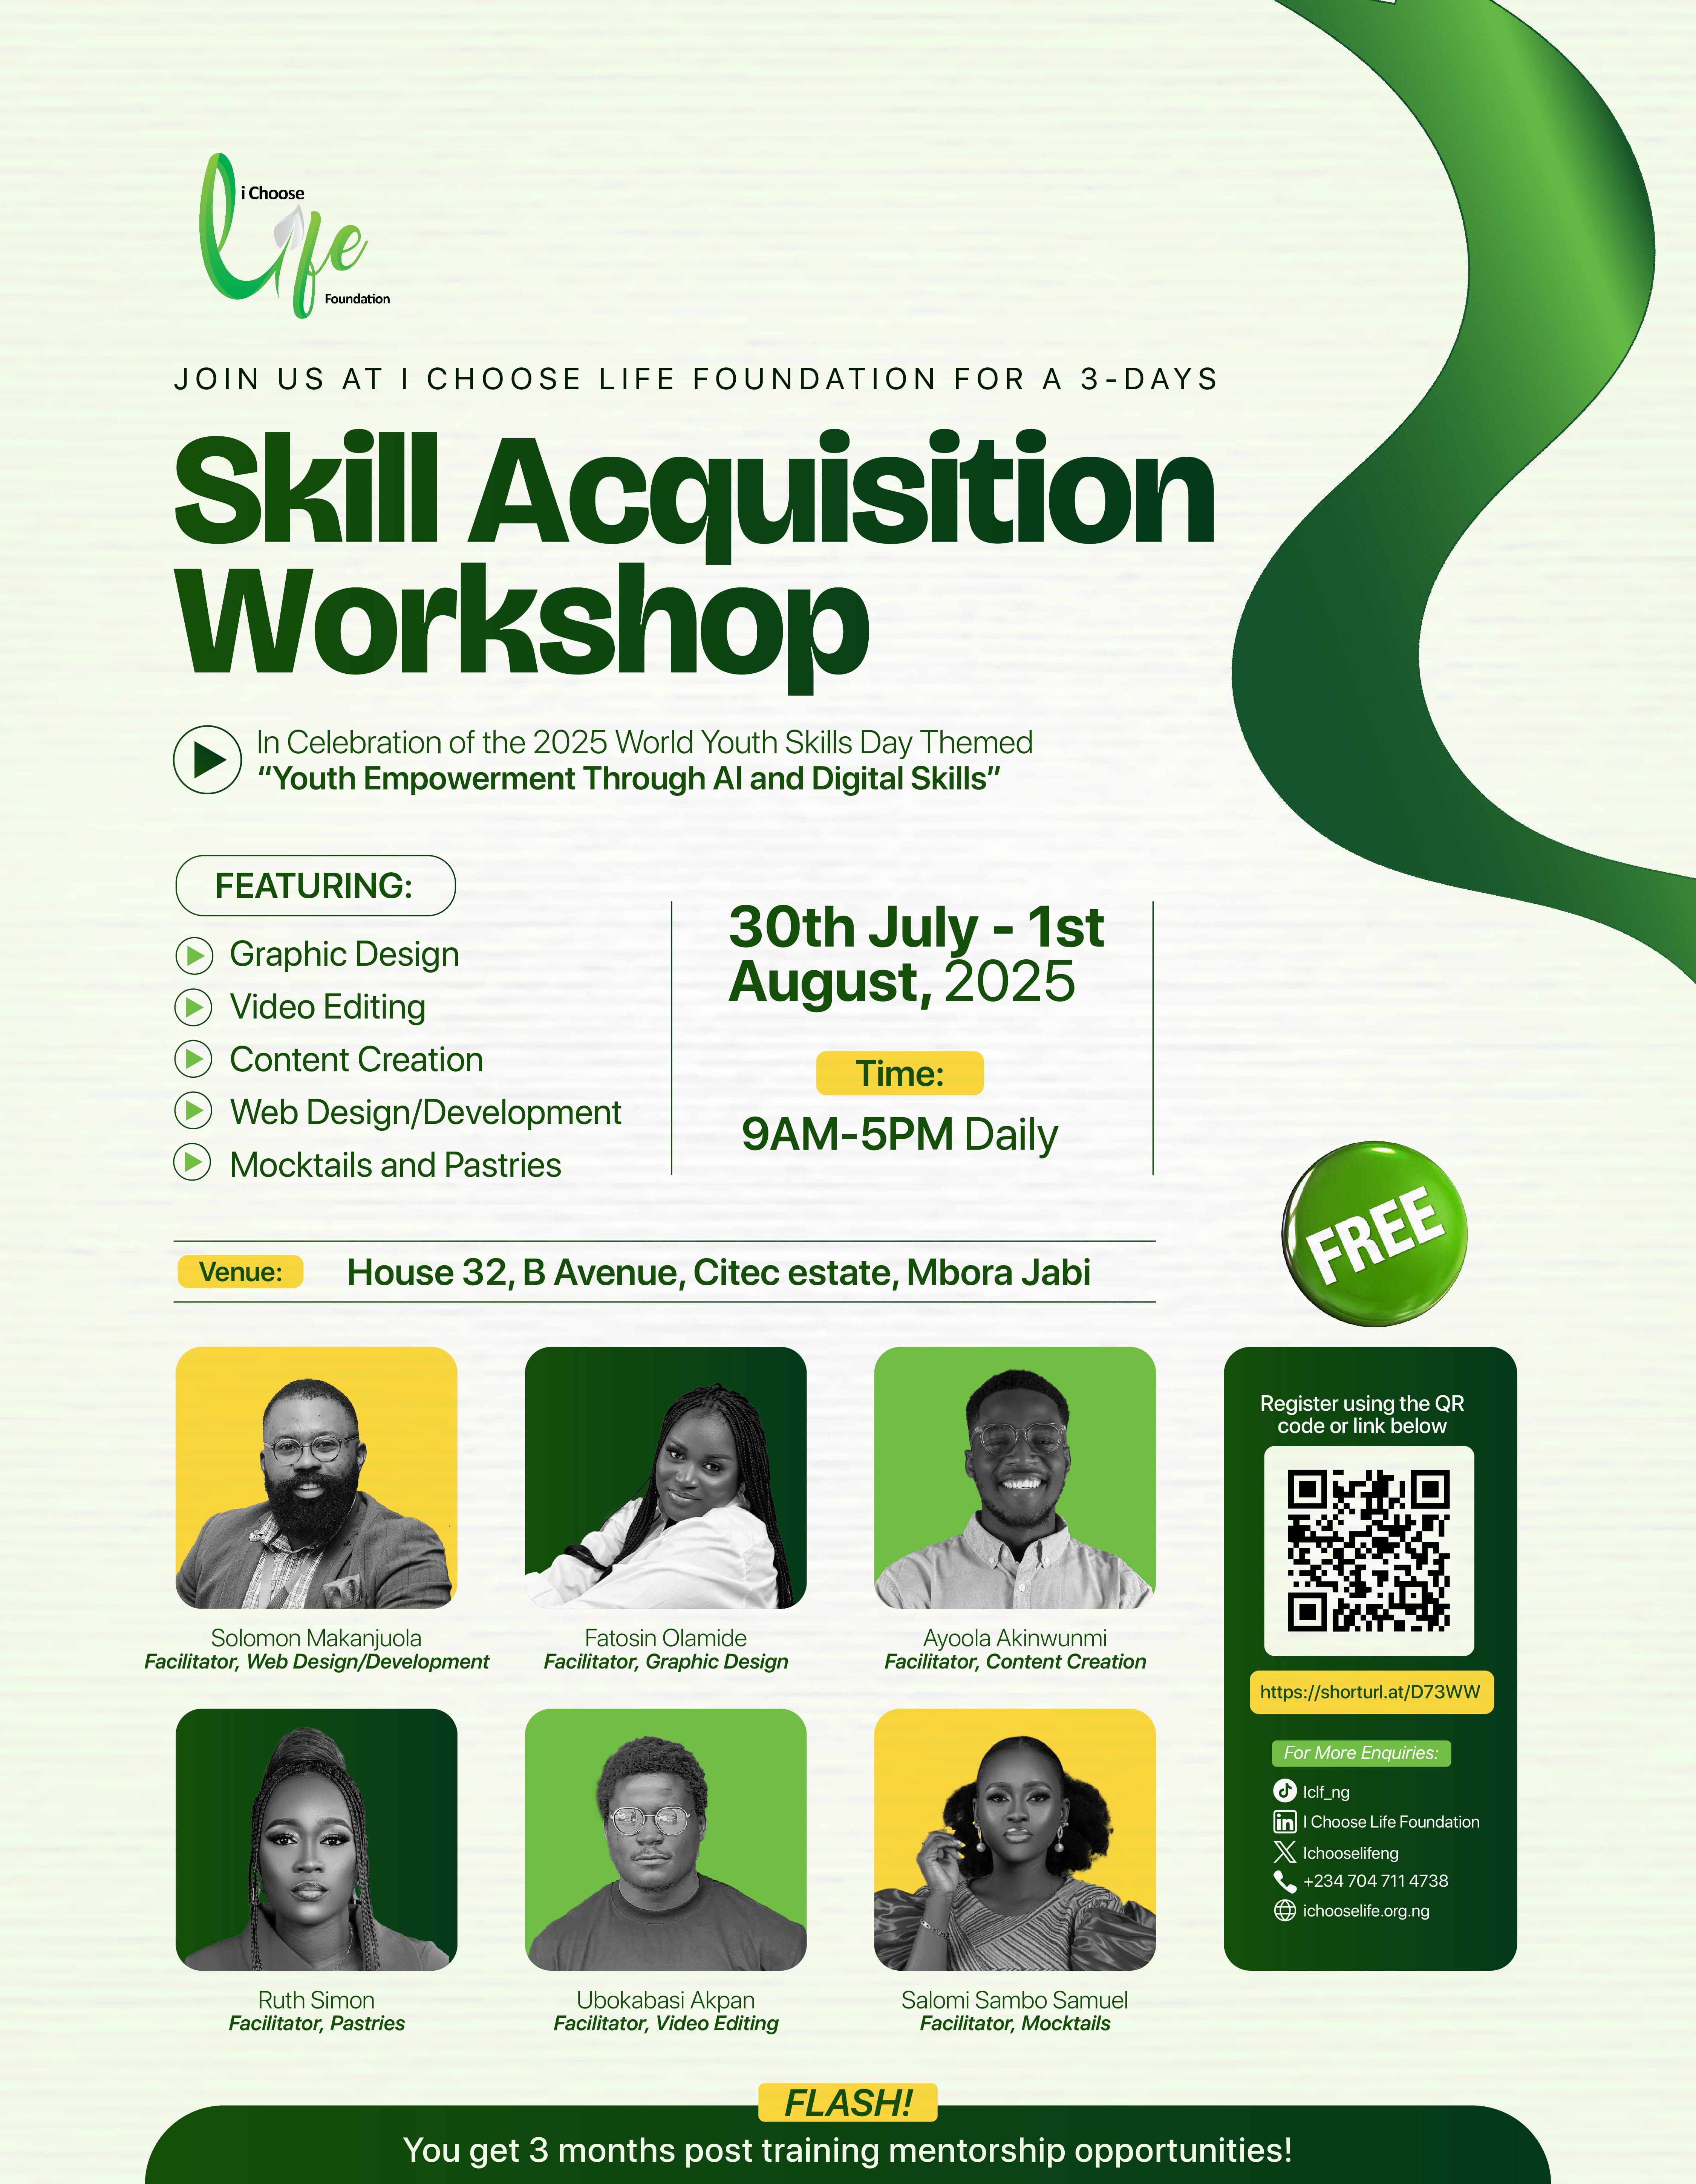 i Choose
Life
Foundation
JOIN US AT I CHOOSE LIFE FOUNDATION FOR A 3-DAYS
Skill Acquisition
Workshop
In Celebration of the 2025 World Youth Skills Day Themed
“Youth Empowerment Through AI and Digital Skills”
FEATURING:
Graphic Design
Video Editing
Content Creation
Web Design/Development
Mocktails and Pastries
30th July - 1st
August, 2025
Time:
9AM-5PM Daily
FREE
Venue: House 32, B Avenue, Citec estate, Mbora Jabi
Solomon Makanjuola
Facilitator, Web Design/Development
Fatosin Olamide
Facilitator, Graphic Design
Ayoola Akinwunmi
Facilitator, Content Creation
Ruth Simon
Facilitator, Pastries
Ubokabasi Akpan
Facilitator, Video Editing
Salomi Sambo Samuel
Facilitator, Mocktails
Register using the QR
code or link below
https://shorturl.at/D73WW
For More Enquiries:
Iclf_ng
I Choose Life Foundation
Ichooselifeng
+234 704 711 4738
ichooselife.org.ng
FLASH!
You get 3 months post training mentorship opportunities!